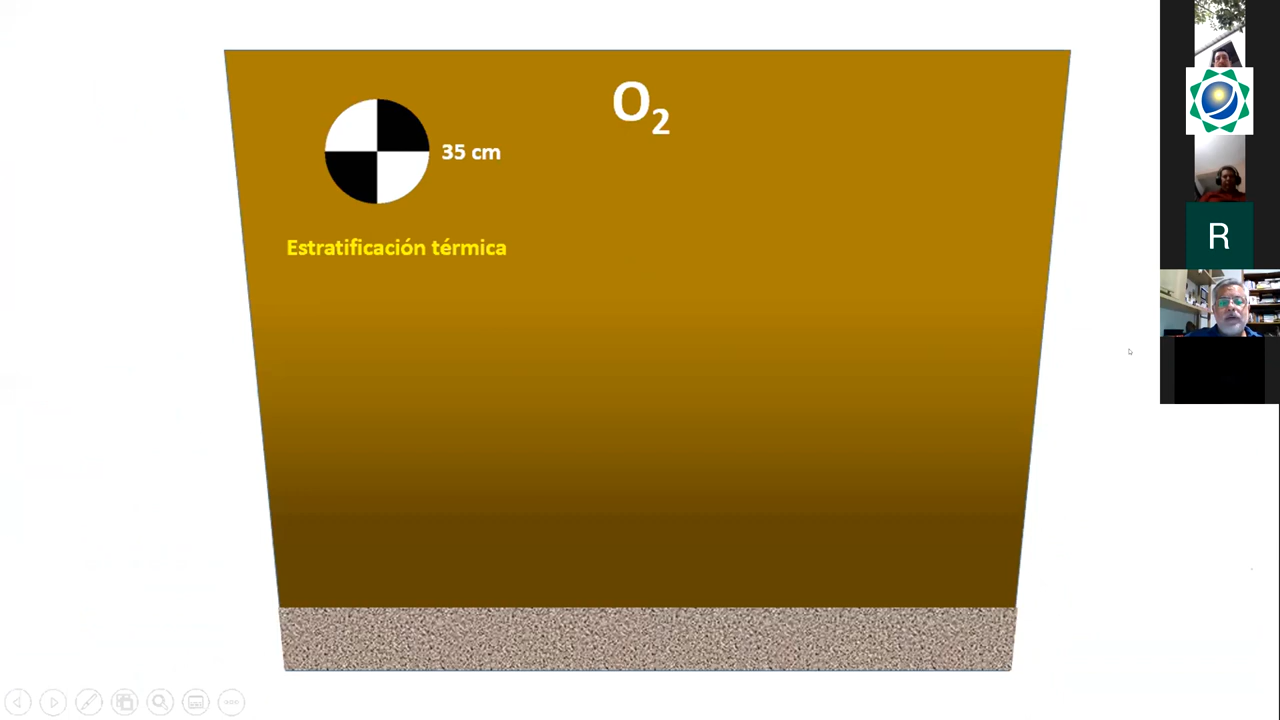 O₂
35 cm
Estratificación térmica
R